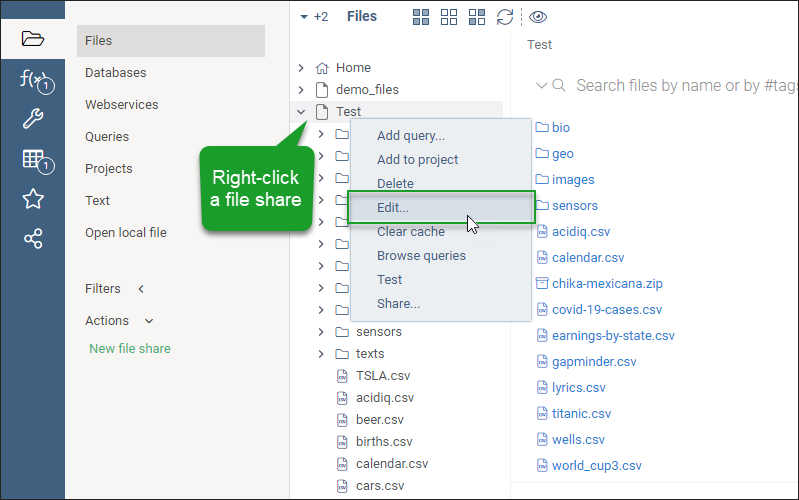 +2
Files
Files
Databases
Webservices
Queries
Projects
Text
Open local file
Filters
Actions
New file share
f(x)
1
1
Home
demo_files
Test
Right-click
a file share
Add query...
Add to project
Delete
Edit...
Clear cache
Browse queries
Test
Share...
sensors
texts
TSLA.csv
acidiq.csv
beer.csv
births.csv
calendar.csv
cars.csv
Test
Search files by name or by #tags
bio
geo
images
sensors
acidiq.csv
calendar.csv
chika-mexicana.zip
covid-19-cases.csv
earnings-by-state.csv
gapminder.csv
lyrics.csv
titanic.csv
wells.csv
world_cup3.csv